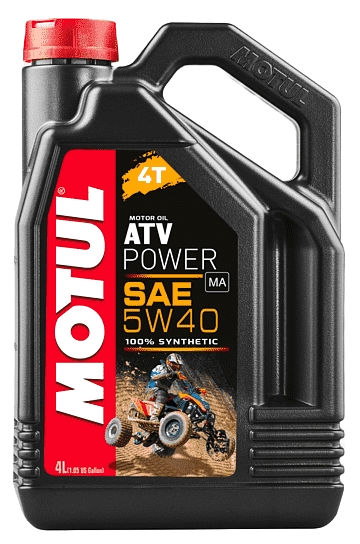 MOTUL
MOTUL®
4T
MOTOR OIL
ATV
POWER
MA
SAE
5W40
100% SYNTHETIC
4L (1.05 US Gallon)